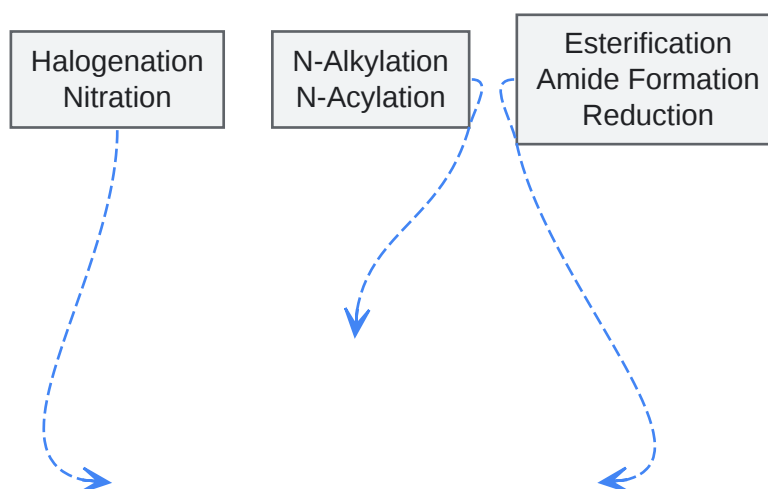 Halogenation
Nitration
N-Alkylation
N-Acylation
Esterification
Amide Formation
Reduction